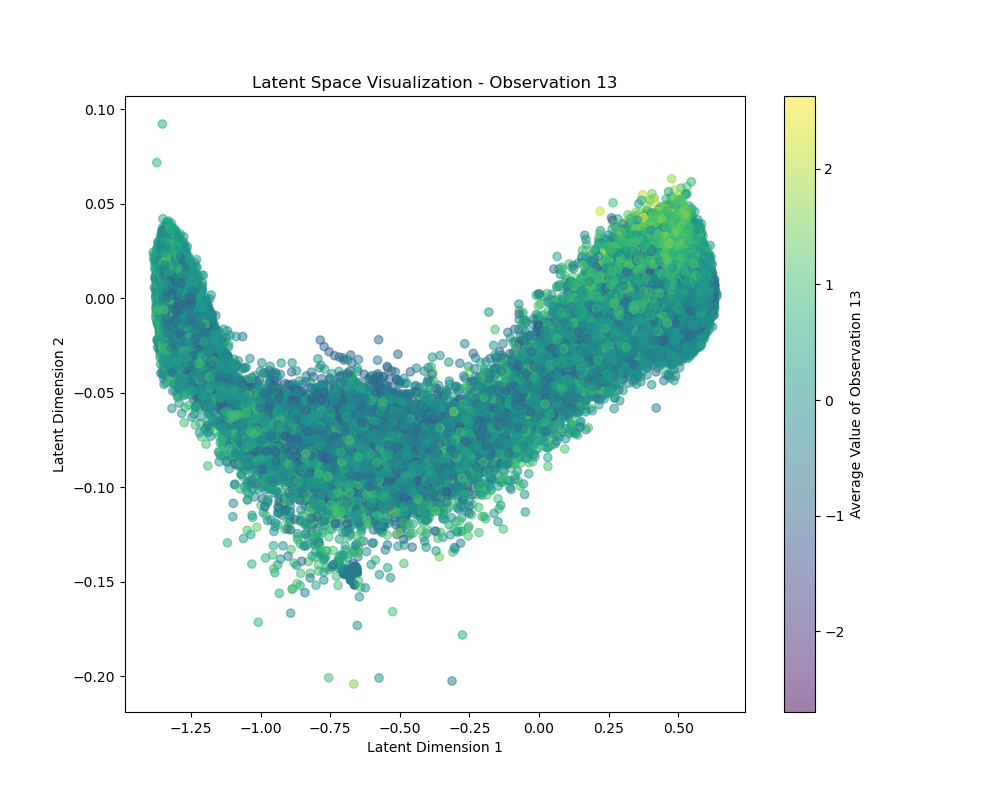 Latent Space Visualization - Observation 13
0.10
0.05
0.00
−0.05
−0.10
−0.15
−0.20
Latent Dimension 2
−1.25 −1.00 −0.75 −0.50 −0.25 0.00 0.25 0.50
Latent Dimension 1
2
1
0
−1
−2
Average Value of Observation 13